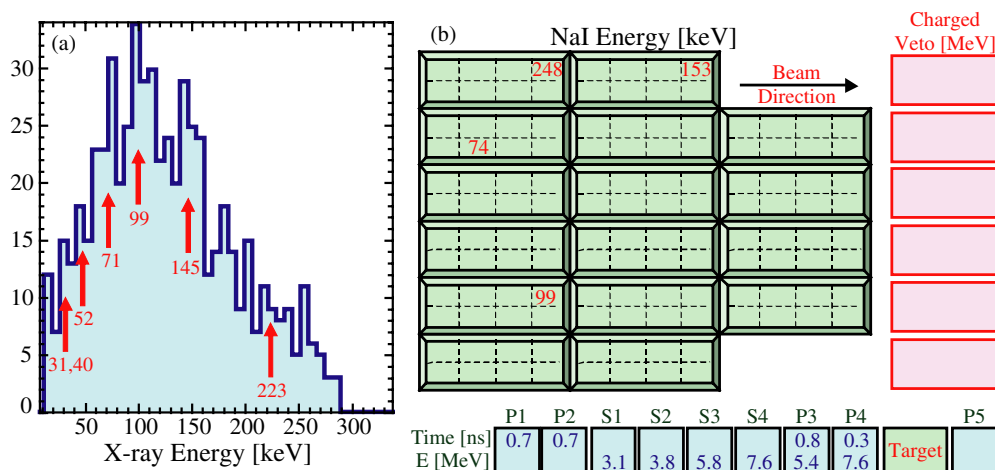 (a)
30
25
20
15
10
5
0
99
71
145
52
31,40
223
0
50
100
150
200
250
300
X-ray Energy [keV]
(b)
NaI Energy [keV]
Charged
Veto [MeV]
248
153
Beam
Direction
74
99
P1 P2 S1 S2 S3 S4 P3 P4 P5
Time [ns] 0.7 0.7 0.8 0.3
E [MeV] 3.1 3.8 5.8 7.6 5.4 7.6
Target